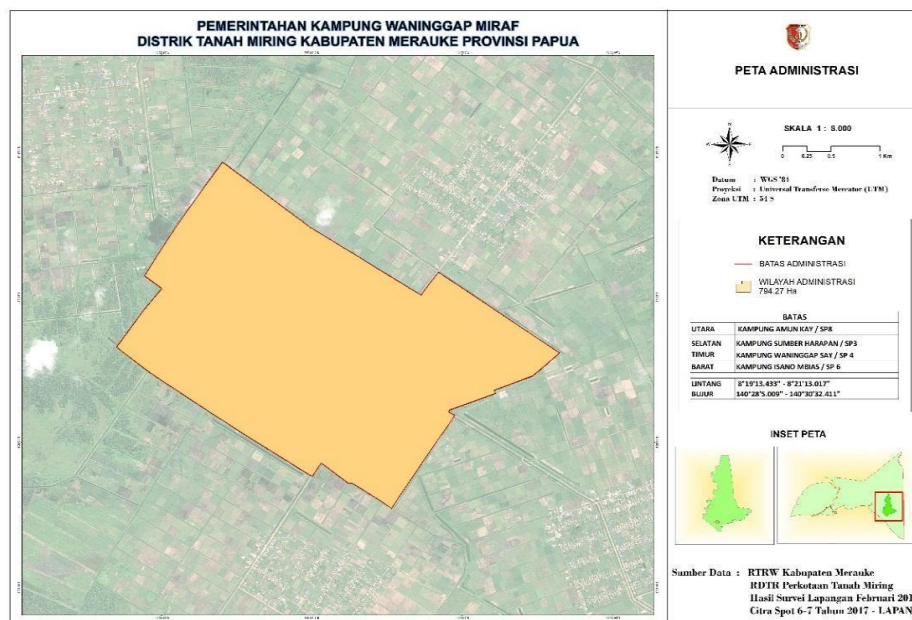 PEMERINTAHAN KAMPUNG WANINGGAP MIRAF
DISTRIK TANAH MIRING KABUPATEN MERAUKE PROVINSI PAPUA
PETA ADMINISTRASI
SKALA 1 : 8.000
0 0.25 0.5 1 Km
Datum : WGS '84
Proyeksi : Universal Transferse Mercator (UTM)
Zona UTM : 54 S
KETERANGAN
BATAS ADMINISTRASI
WILAYAH ADMINISTRASI
794.27 Ha
BATAS
UTARA KAMPUNG AMUN KAY / SP8
SELATAN KAMPUNG SUMBER HARAPAN / SP3
TIMUR KAMPUNG WANINGGAP SAY / SP 4
BARAT KAMPUNG ISANO MBIAS / SP 6
LINTANG 8°19'13.433" - 8°21'13.017"
BUJUR 140°28'5.009" - 140°30'32.411"
INSET PETA
Sumber Data : RTRW Kabupaten Merauke
RDTR Perkotaan Tanah Miring
Hasil Survei Lapangan Februari 201
Citra Spot 6-7 Tahun 2017 - LAPAN